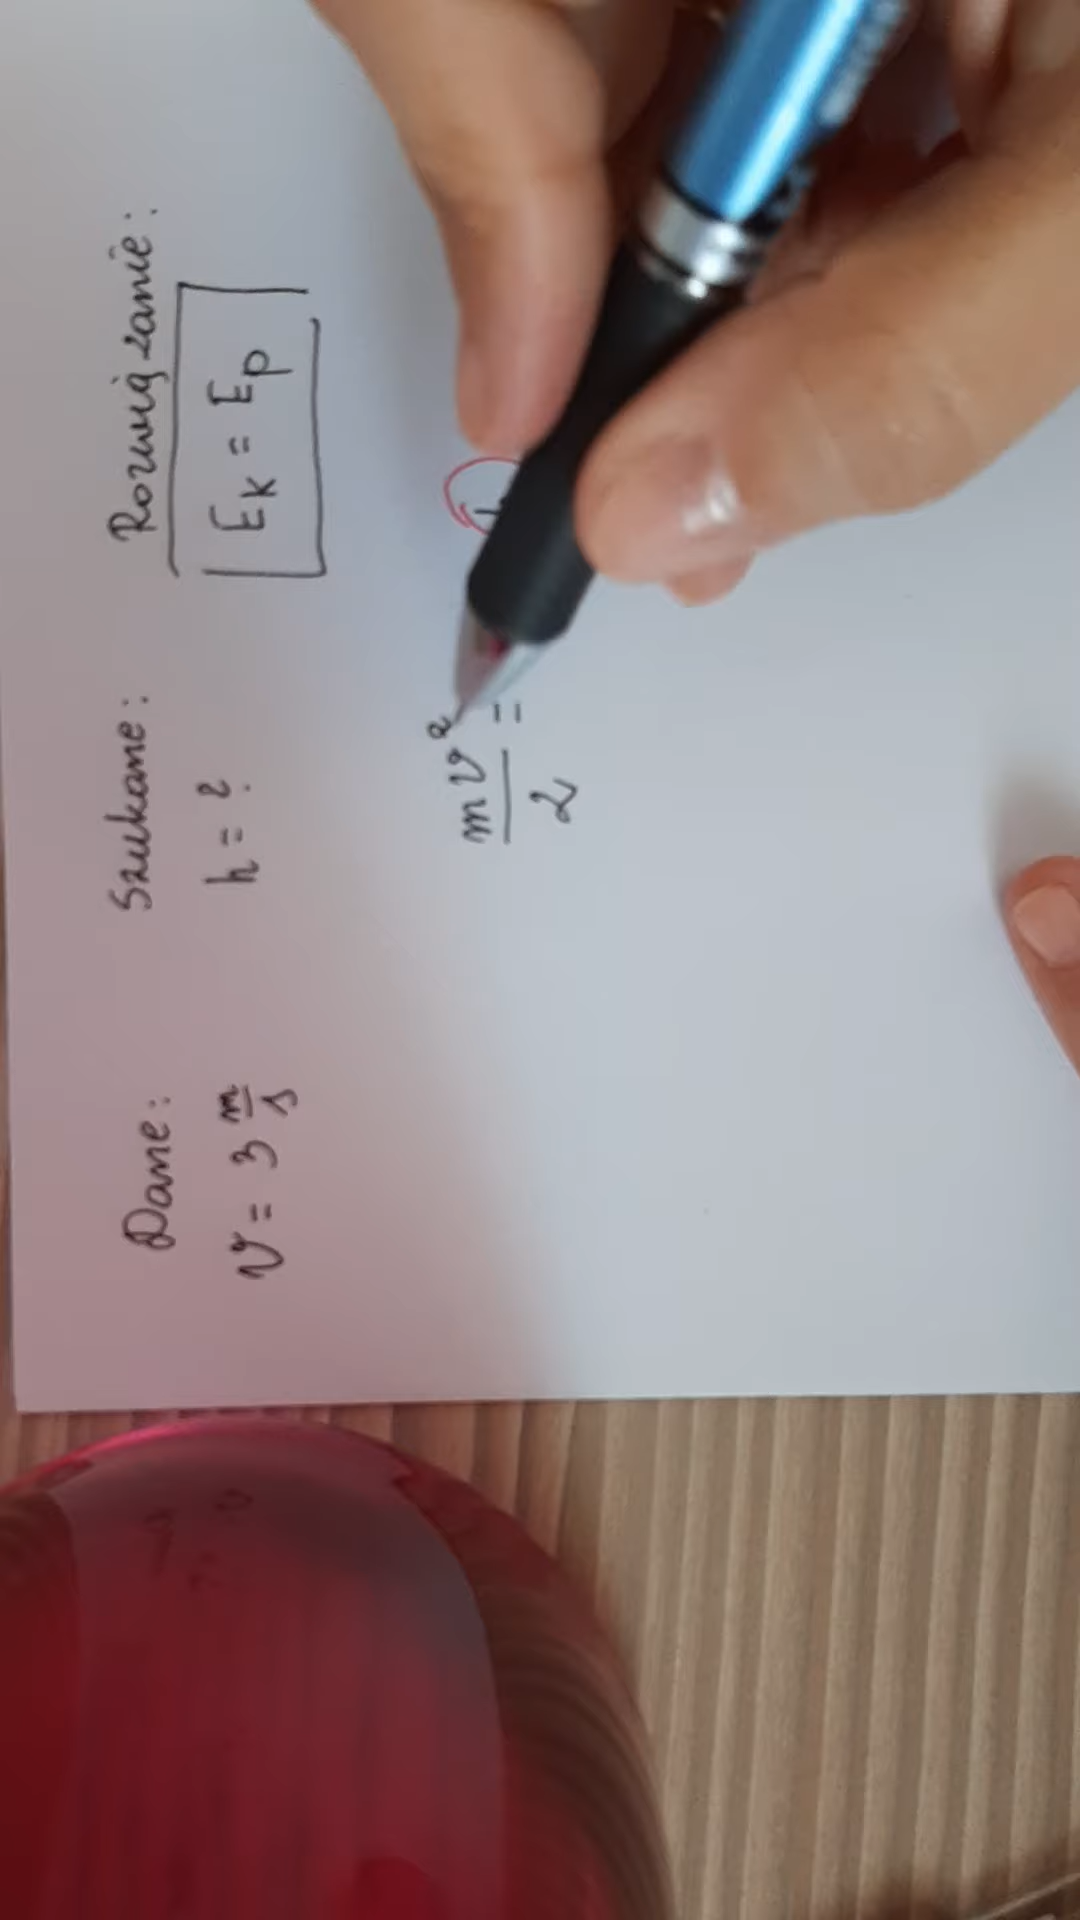 Dane: Szukane: Rozwiązanie:
v = 3 m/s h = ? Ek = Ep
mv²/2 =